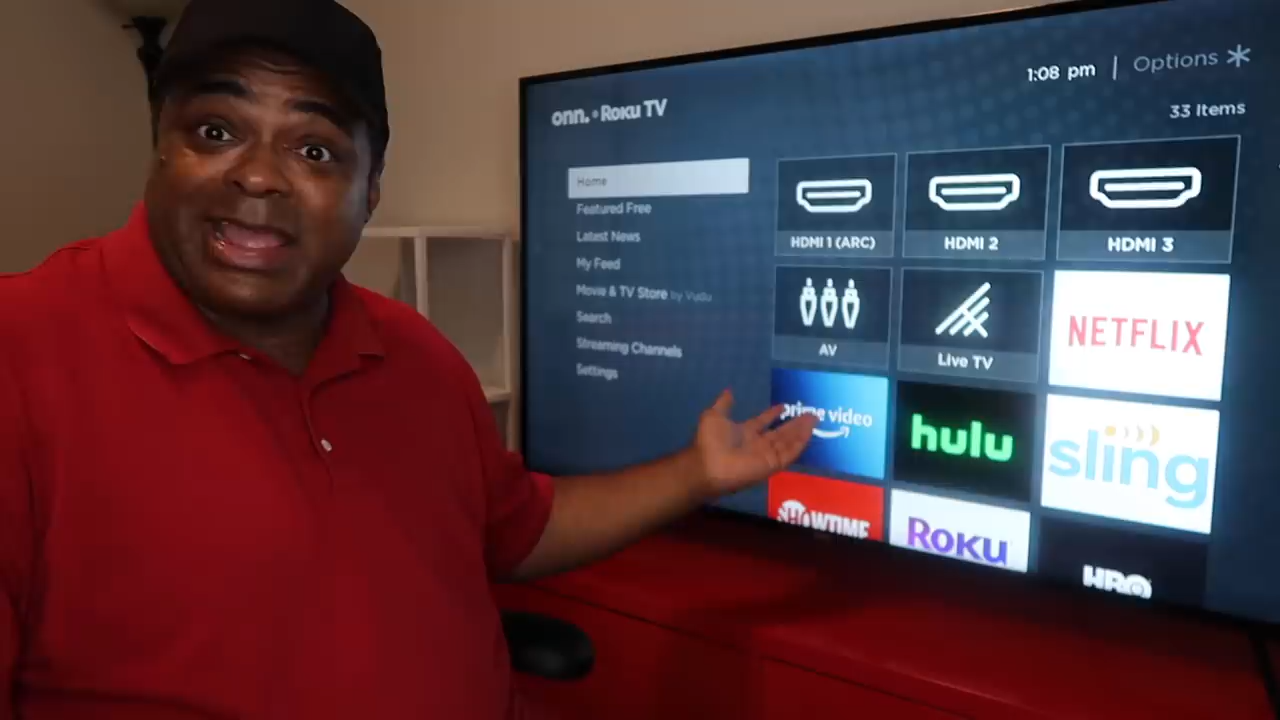 1:08 pm | Options *
onn. • Roku TV
33 Items
Home
Featured Free
Latest News
My Feed
Movie & TV Store by Vudu
Search
Streaming Channels
Settings
HDMI 1 (ARC)
HDMI 2
HDMI 3
AV
Live TV
NETFLIX
prime video
hulu
sling
SHOWTIME
Roku
HBO